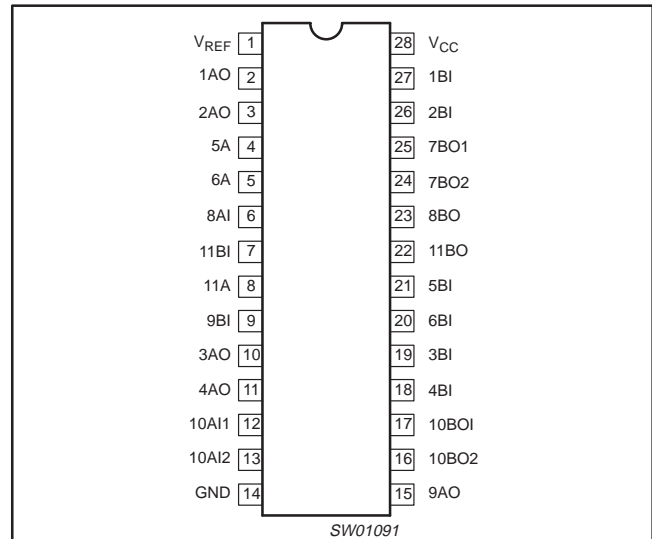 VREF 1 28 VCC
1AO 2 27 1BI
2AO 3 26 2BI
5A 4 25 7BO1
6A 5 24 7BO2
8AI 6 23 8BO
11BI 7 22 11BO
11A 8 21 5BI
9BI 9 20 6BI
3AO 10 19 3BI
4AO 11 18 4BI
10AI1 12 17 10BOI
10AI2 13 16 10BO2
GND 14 15 9AO
SW01091